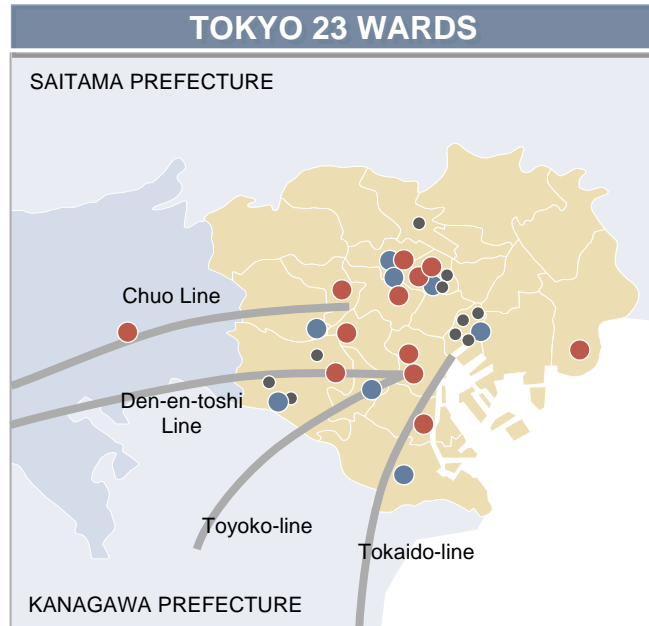 TOKYO 23 WARDS
SAITAMA PREFECTURE
Chuo Line
Den-en-toshi
Line
Toyoko-line
Tokaido-line
KANAGAWA PREFECTURE